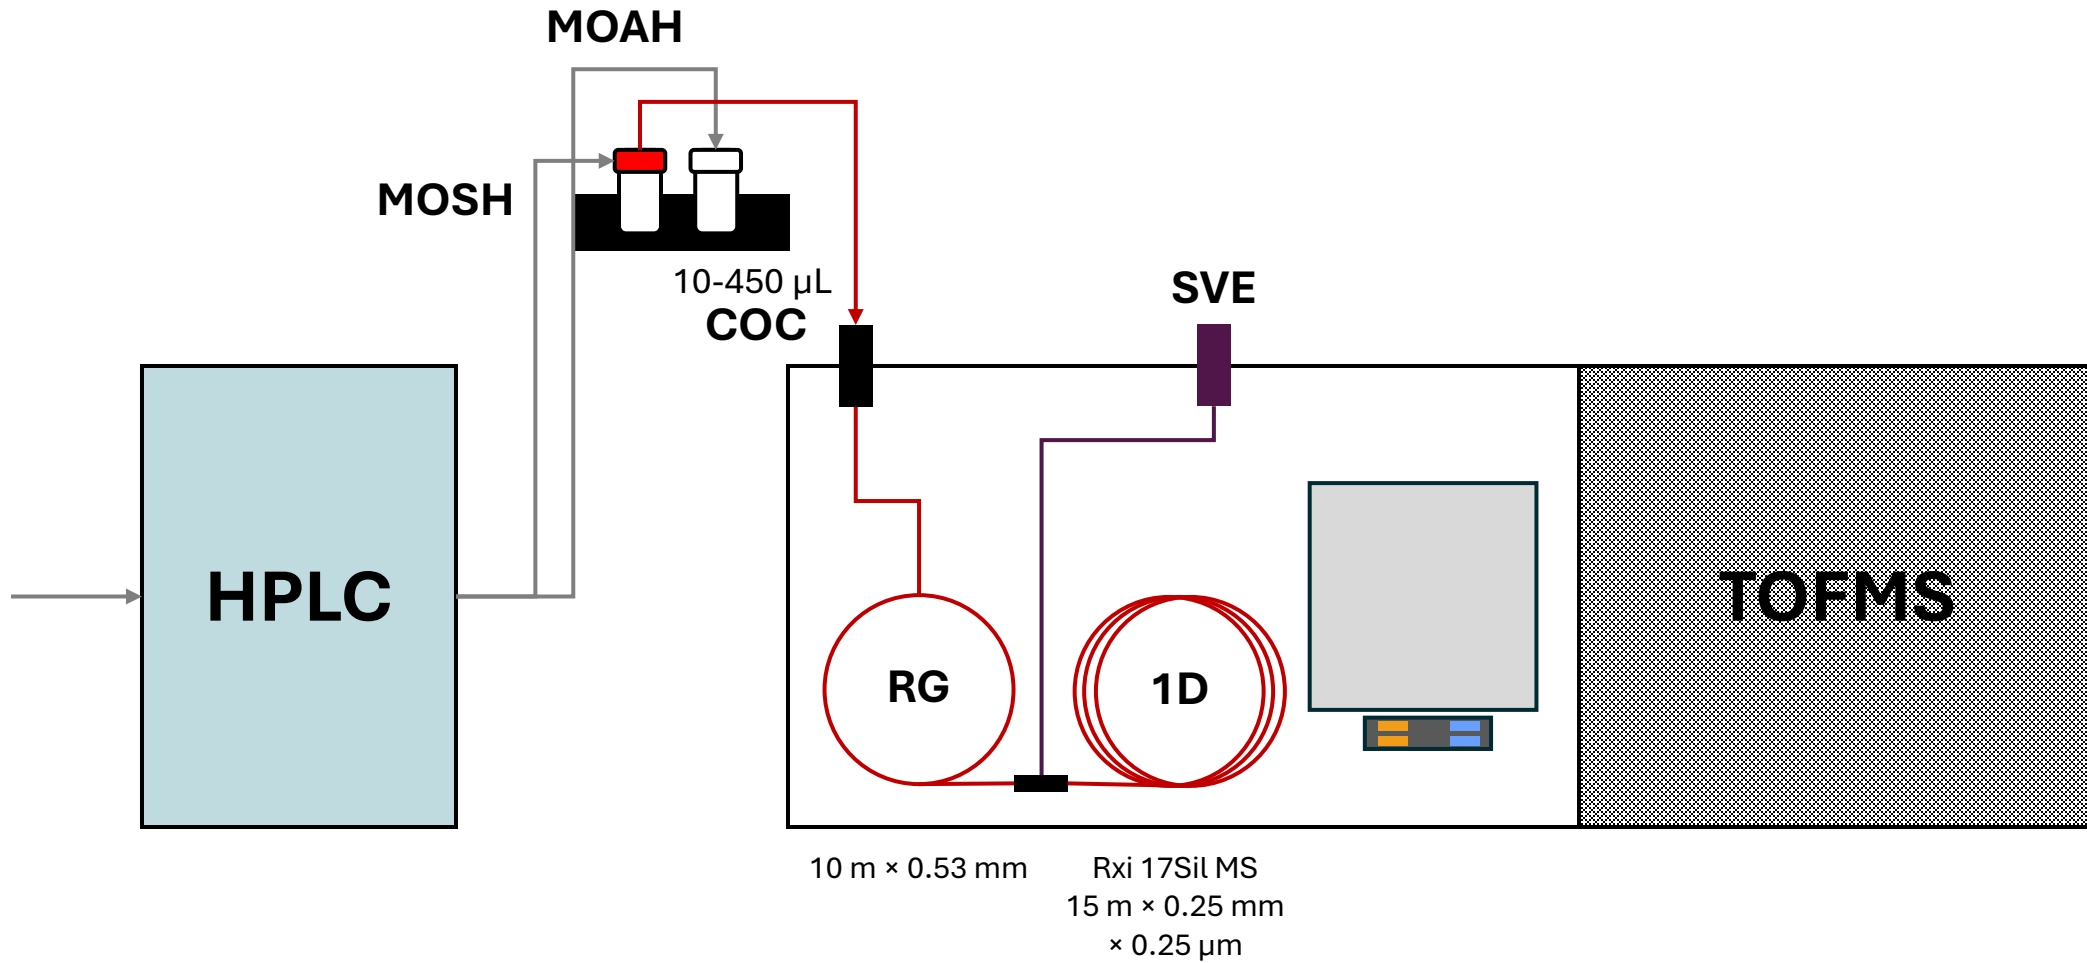 MOAH
MOSH
10-450 µL
COC
SVE
HPLC
TOFMS
RG
1D
10 m × 0.53 mm
Rxi 17Sil MS
15 m × 0.25 mm
× 0.25 µm